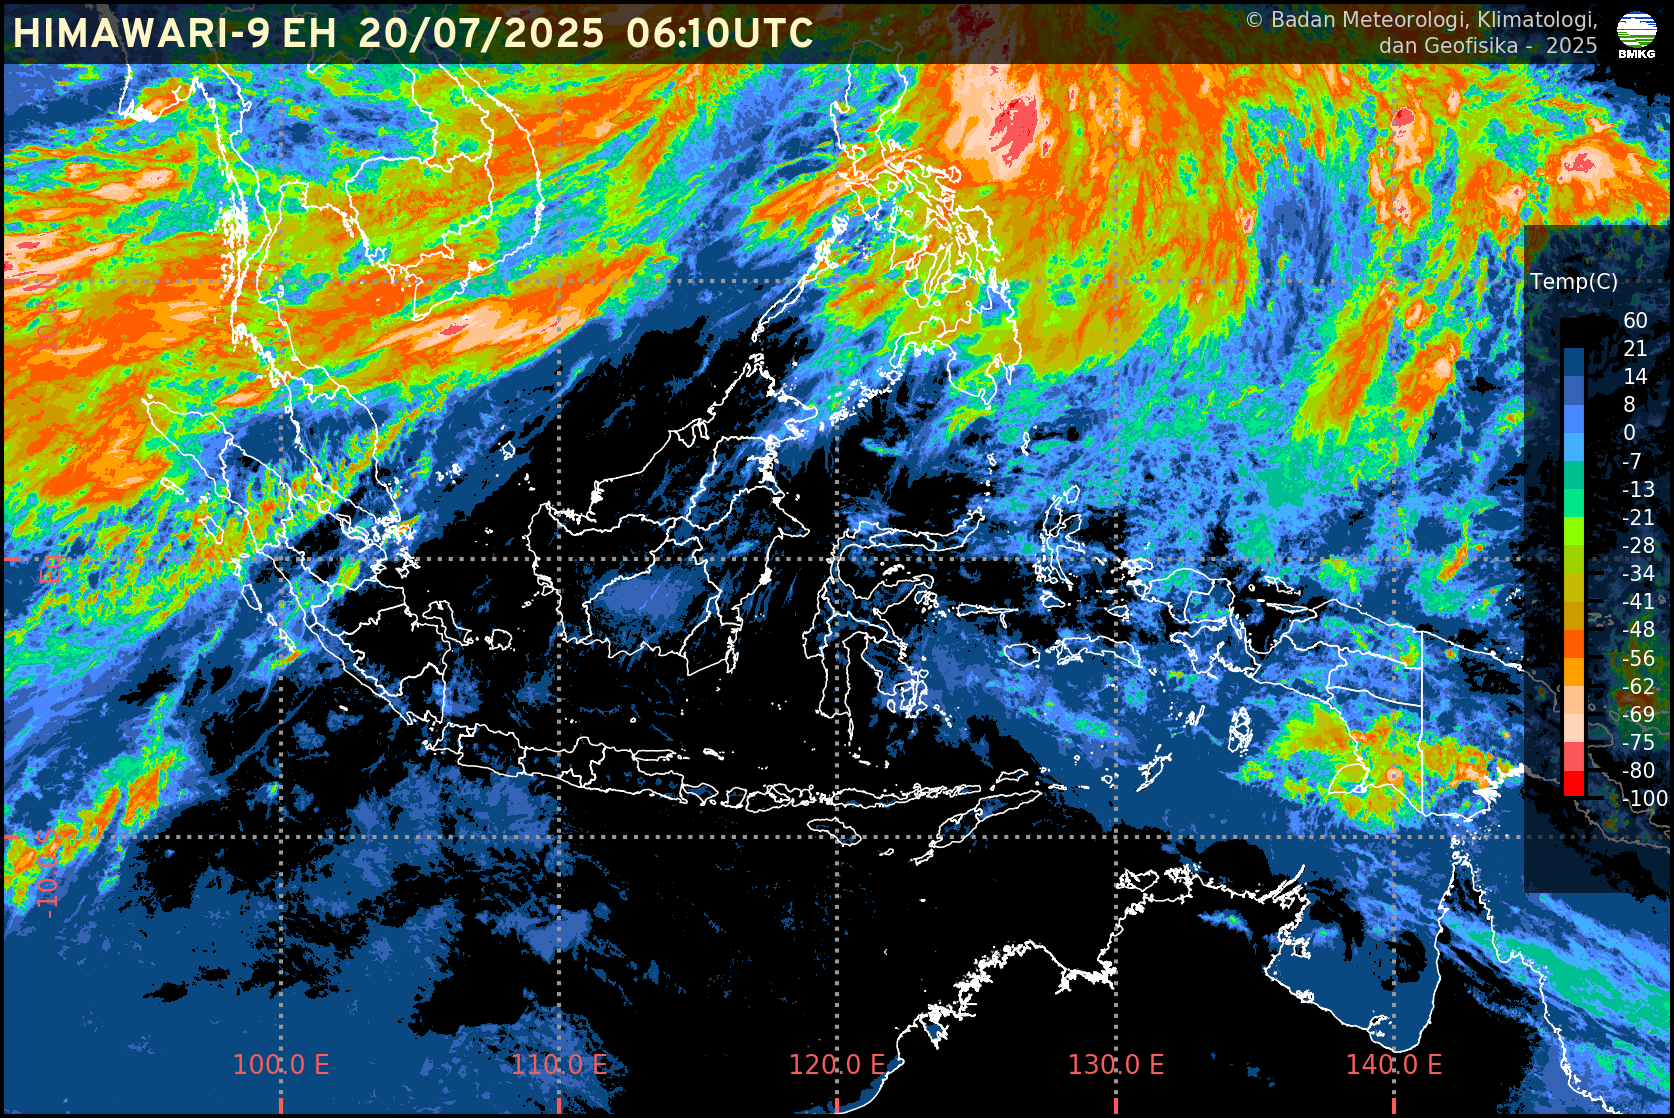 HIMAWARI-9 EH 20/07/2025 06:10UTC
© Badan Meteorologi, Klimatologi,
dan Geofisika - 2025
BMKG
Temp(C)
60
21
14
8
0
-7
-13
-21
-28
-34
-41
-48
-56
-62
-69
-75
-80
-100
Eq
-10.0 S
100.0 E
110.0 E
120.0 E
130.0 E
140.0 E